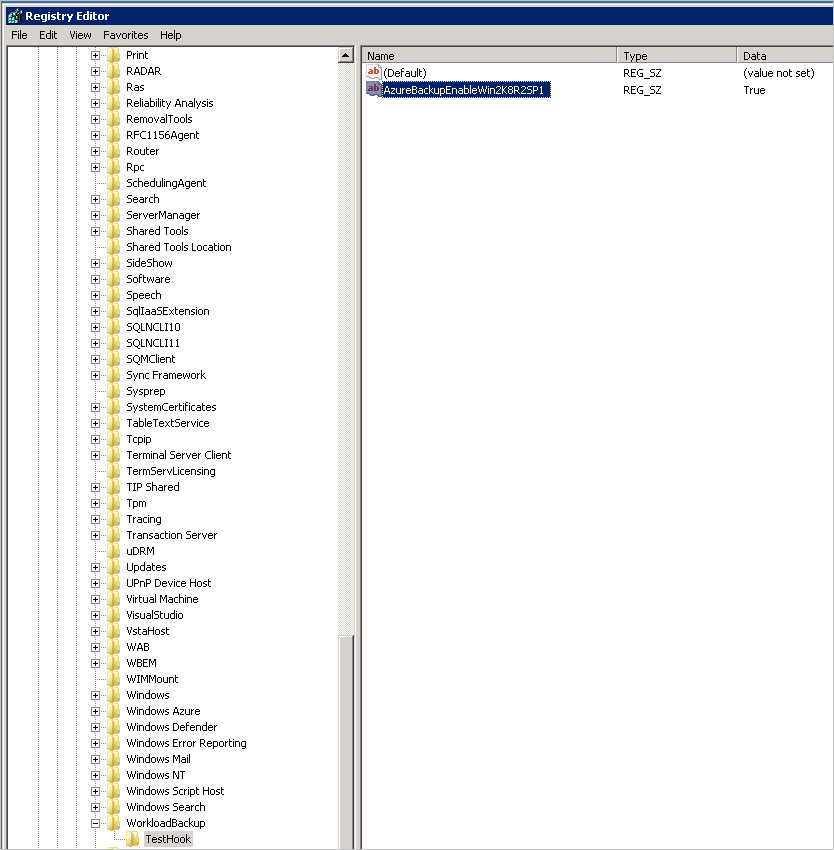 Registry Editor
File Edit View Favorites Help
Print
RADAR
Ras
Reliability Analysis
RemovalTools
RFC1156Agent
Router
Rpc
SchedulingAgent
Search
ServerManager
Shared Tools
Shared Tools Location
SideShow
Software
Speech
SqlIaaSExtension
SQLNCLI10
SQLNCLI11
SQMClient
Sync Framework
Sysprep
SystemCertificates
TableTextService
Tcpip
Terminal Server Client
TermServLicensing
TIP Shared
Tpm
Tracing
Transaction Server
uDRM
Updates
UPnP Device Host
Virtual Machine
VisualStudio
VstaHost
WAB
WBEM
WIMMount
Windows
Windows Azure
Windows Defender
Windows Error Reporting
Windows Mail
Windows NT
Windows Script Host
Windows Search
WorkloadBackup
TestHook
Name Type Data
ab (Default) REG_SZ (value not set)
ab AzureBackupEnableWin2K8R2SP1 REG_SZ True